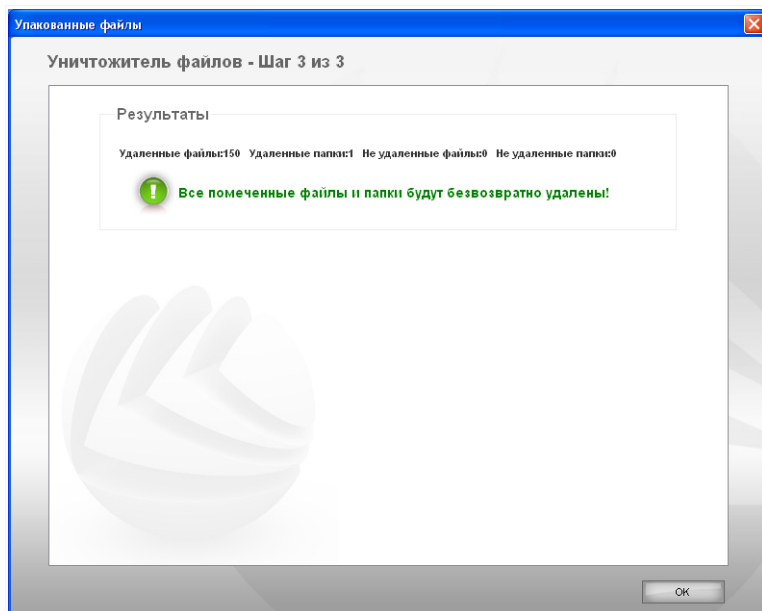 Упакованные файлы
Уничтожитель файлов - Шаг 3 из 3
Результаты
Удаленные файлы:150 Удаленные папки:1 Не удаленные файлы:0 Не удаленные папки:0
Все помеченные файлы и папки будут безвозвратно удалены!
OK